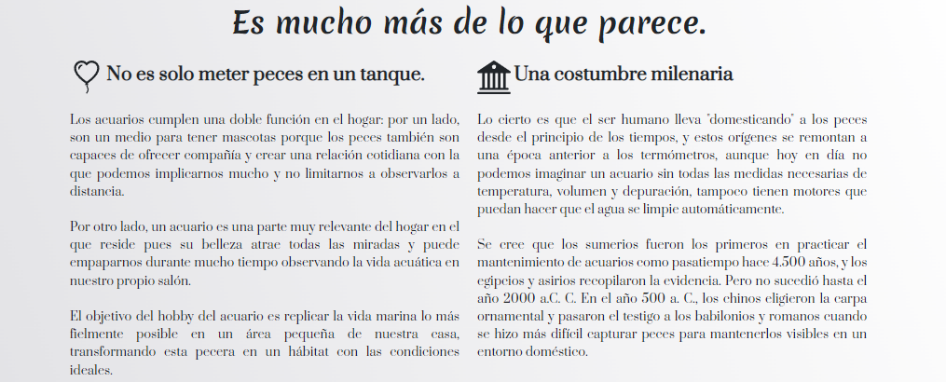 Es mucho más de lo que parece.
No es solo meter peces en un tanque.
Los acuarios cumplen una doble función en el hogar: por un lado,
son un medio para tener mascotas porque los peces también son
capaces de ofrecer compañía y crear una relación cotidiana con la
que podemos implicarnos mucho y no limitarnos a observarlos a
distancia.
Por otro lado, un acuario es una parte muy relevante del hogar en el
que reside pues su belleza atrae todas las miradas y puede
empaparnos durante mucho tiempo observando la vida acuática en
nuestro propio salón.
El objetivo del hobby del acuario es replicar la vida marina lo más
fielmente posible en un área pequeña de nuestra casa,
transformando esta pecera en un hábitat con las condiciones
ideales.
Una costumbre milenaria
Lo cierto es que el ser humano lleva "domesticando" a los peces
desde el principio de los tiempos, y estos orígenes se remontan a
una época anterior a los termómetros, aunque hoy en día no
podemos imaginar un acuario sin todas las medidas necesarias de
temperatura, volumen y depuración, tampoco tienen motores que
puedan hacer que el agua se limpie automáticamente.
Se cree que los sumerios fueron los primeros en practicar el
mantenimiento de acuarios como pasatiempo hace 4.500 años, y los
egipcios y asirios recopilaron la evidencia. Pero no sucedió hasta el
año 2000 a.C. C. En el año 500 a. C., los chinos eligieron la carpa
ornamental y pasaron el testigo a los babilonios y romanos cuando
se hizo más difícil capturar peces para mantenerlos visibles en un
entorno doméstico.